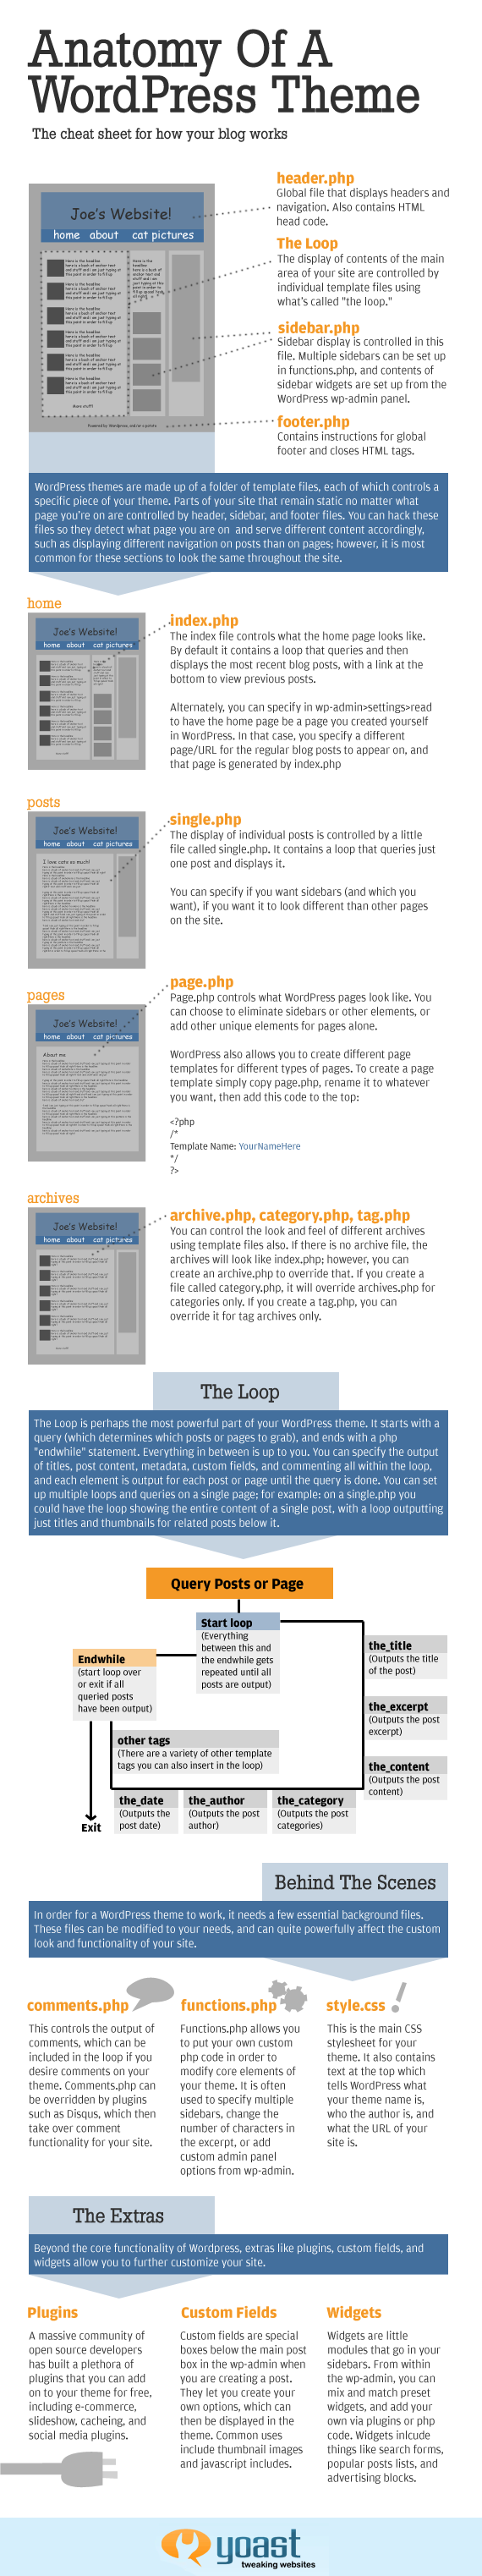 Anatomy Of A
WordPress Theme
The cheat sheet for how your blog works
Joe's Website!
home about cat pictures
header.php
Global file that displays headers and
navigation. Also contains HTML
head code.
The Loop
The display of contents of the main
area of your site are controlled by
individual template files using
what's called "the loop."
sidebar.php
Sidebar display is controlled in this
file. Multiple sidebars can be set up
in functions.php, and contents of
sidebar widgets are set up from the
WordPress wp-admin panel.
footer.php
Contains instructions for global
footer and closes HTML tags.
WordPress themes are made up of a folder of template files, each of which controls a
specific piece of your theme. Parts of your site that remain static no matter what
page you're on are controlled by header, sidebar, and footer files. You can hack these
files so they detect what page you are on and serve different content accordingly,
such as displaying different navigation on posts than on pages; however, it is most
common for these sections to look the same throughout the site.
home
Joe's Website!
home about cat pictures
index.php
The index file controls what the home page looks like.
By default it contains a loop that queries and then
displays the most recent blog posts, with a link at the
bottom to view previous posts.
Alternately, you can specify in wp-admin>settings>read
to have the home page be a page you created yourself
in WordPress. In that case, you specify a different
page/URL for the regular blog posts to appear on, and
that page is generated by index.php
posts
Joe's Website!
home about cat pictures
I love cats so much!
single.php
The display of individual posts is controlled by a little
file called single.php. It contains a loop that queries just
one post and displays it.
You can specify if you want sidebars (and which you
want), if you want it to look different than other pages
on the site.
pages
Joe's Website!
home about cat pictures
About me
page.php
Page.php controls what WordPress pages look like. You
can choose to eliminate sidebars or other elements, or
add other unique elements for pages alone.
WordPress also allows you to create different page
templates for different types of pages. To create a page
template simply copy page.php, rename it to whatever
you want, then add this code to the top:
<?php
/*
Template Name: YourNameHere
*/
?>
archives
Joe's Website!
home about cat pictures
archive.php, category.php, tag.php
You can control the look and feel of different archives
using template files also. If there is no archive file, the
archives will look like index.php; however, you can
create an archive.php to override that. If you create a
file called category.php, it will override archives.php for
categories only. If you create a tag.php, you can
override it for tag archives only.
The Loop
The Loop is perhaps the most powerful part of your WordPress theme. It starts with a
query (which determines which posts or pages to grab), and ends with a php
"endwhile" statement. Everything in between is up to you. You can specify the output
of titles, post content, metadata, custom fields, and commenting all within the loop,
and each element is output for each post or page until the query is done. You can set
up multiple loops and queries on a single page; for example: on a single.php you
could have the loop showing the entire content of a single post, with a loop outputting
just titles and thumbnails for related posts below it.
Query Posts or Page
Start loop
(Everything
between this and
the endwhile gets
repeated until all
posts are output)
Endwhile
(start loop over
or exit if all
queried posts
have been output)
the_title
(Outputs the title
of the post)
the_excerpt
(Outputs the post
excerpt)
the_content
(Outputs the post
content)
other tags
(There are a variety of other template
tags you can also insert in the loop)
the_date
(Outputs the
post date)
the_author
(Outputs the post
author)
the_category
(Outputs the post
categories)
Exit
Behind The Scenes
In order for a WordPress theme to work, it needs a few essential background files.
These files can be modified to your needs, and can quite powerfully affect the custom
look and functionality of your site.
comments.php
This controls the output of
comments, which can be
included in the loop if you
desire comments on your
theme. Comments.php can
be overridden by plugins
such as Disqus, which then
take over comment
functionality for your site.
functions.php
Functions.php allows you
to put your own custom
php code in order to
modify core elements of
your theme. It is often
used to specify multiple
sidebars, change the
number of characters in
the excerpt, or add
custom admin panel
options from wp-admin.
style.css
This is the main CSS
stylesheet for your
theme. It also contains
text at the top which
tells WordPress what
your theme name is,
who the author is, and
what the URL of your
site is.
The Extras
Beyond the core functionality of Wordpress, extras like plugins, custom fields, and
widgets allow you to further customize your site.
Plugins
A massive community of
open source developers
has built a plethora of
plugins that you can add
on to your theme for free,
including e-commerce,
slideshow, cacheing, and
social media plugins.
Custom Fields
Custom fields are special
boxes below the main post
box in the wp-admin when
you are creating a post.
They let you create your
own options, which can
then be displayed in the
theme. Common uses
include thumbnail images
and javascript includes.
Widgets
Widgets are little
modules that go in your
sidebars. From within
the wp-admin, you can
mix and match preset
widgets, and add your
own via plugins or php
code. Widgets inlcude
things like search forms,
popular posts lists, and
advertising blocks.
yoast
tweaking websites